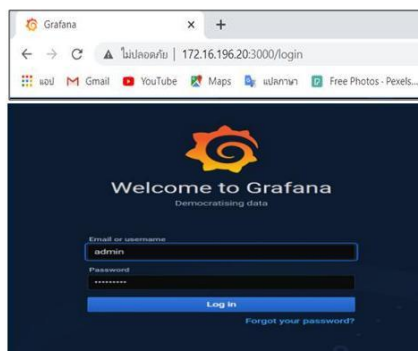 Grafana
ไม่ปลอดภัย | 172.16.196.20:3000/login
แอป Gmail YouTube Maps แปลภาษา Free Photos - Pexels...
Welcome to Grafana
Democratising data
Email or username
admin
Password
•••••••••
Log in
Forgot your password?